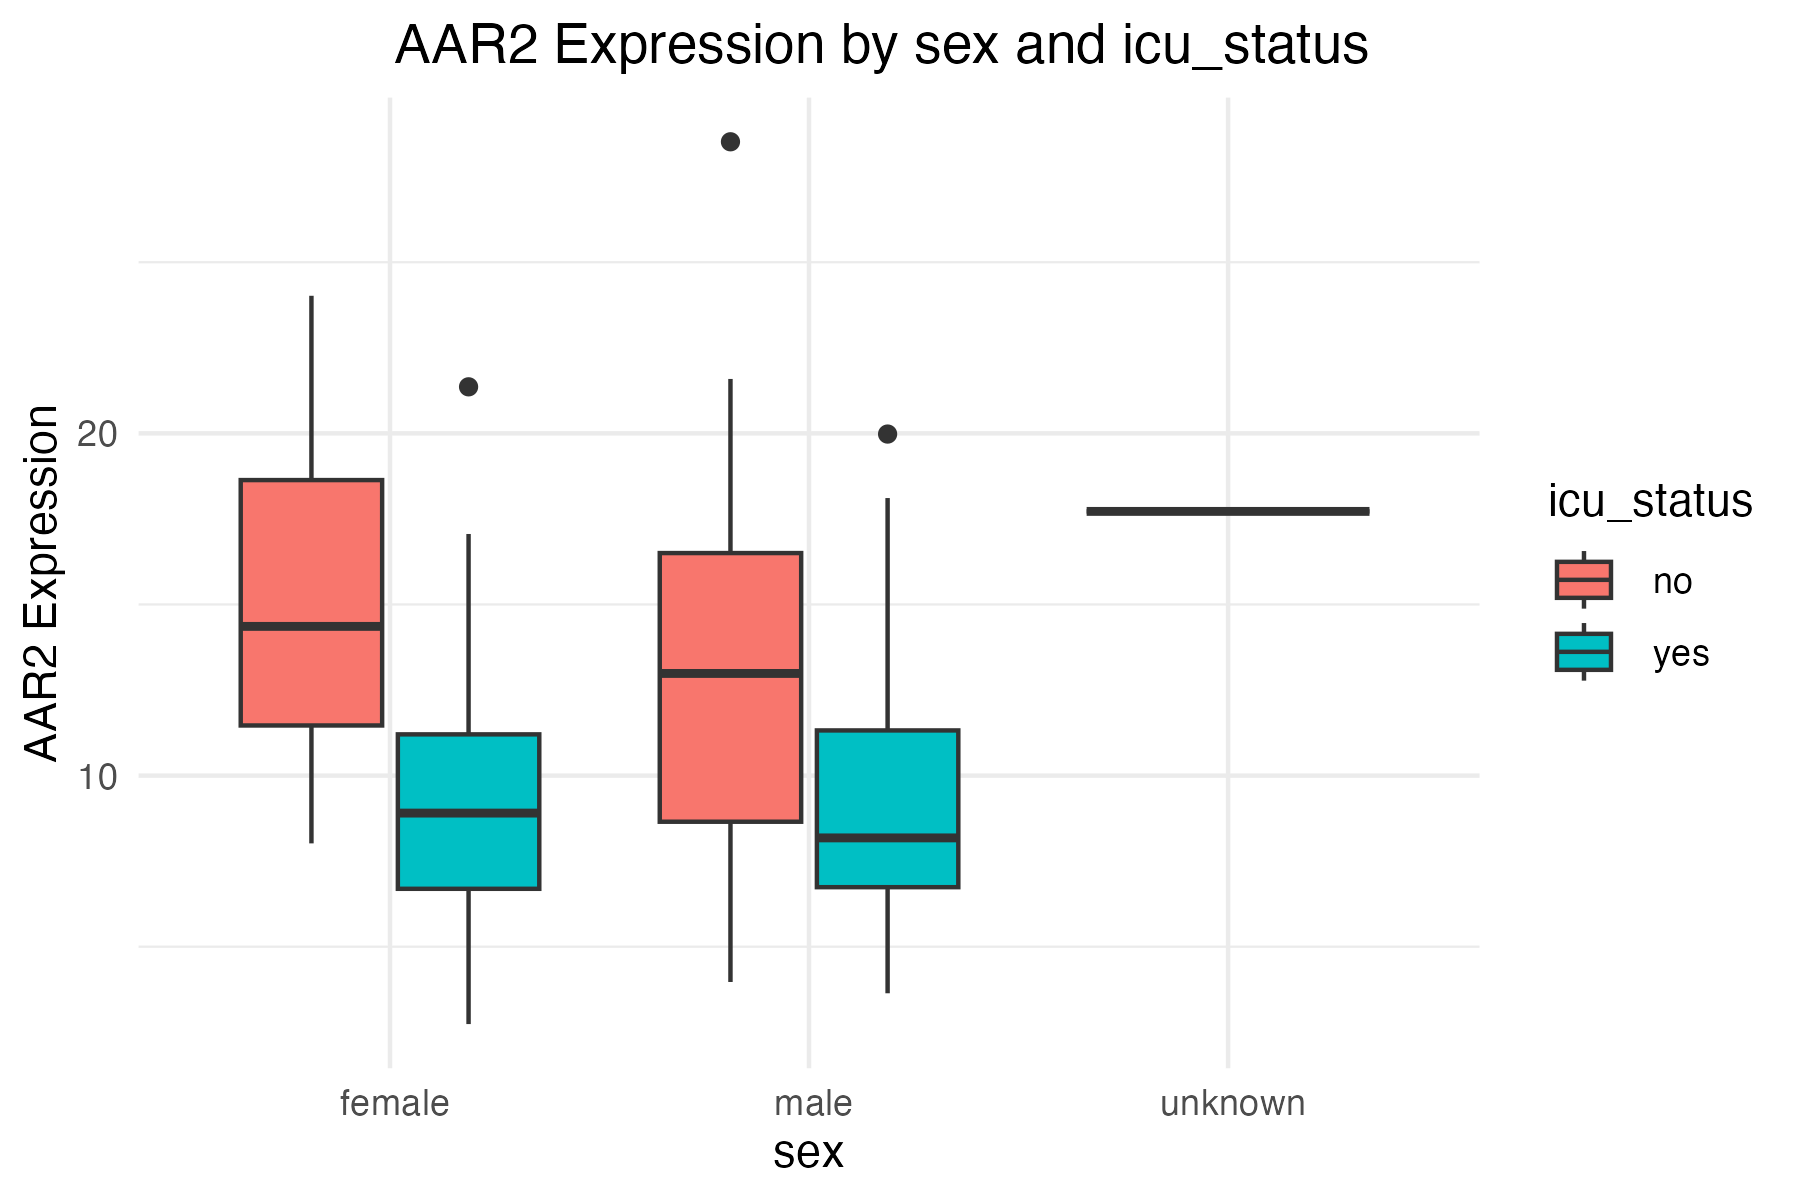 AAR2 Expression by sex and icu_status
AAR2 Expression
20
10
female
male
unknown
sex
icu_status
no
yes